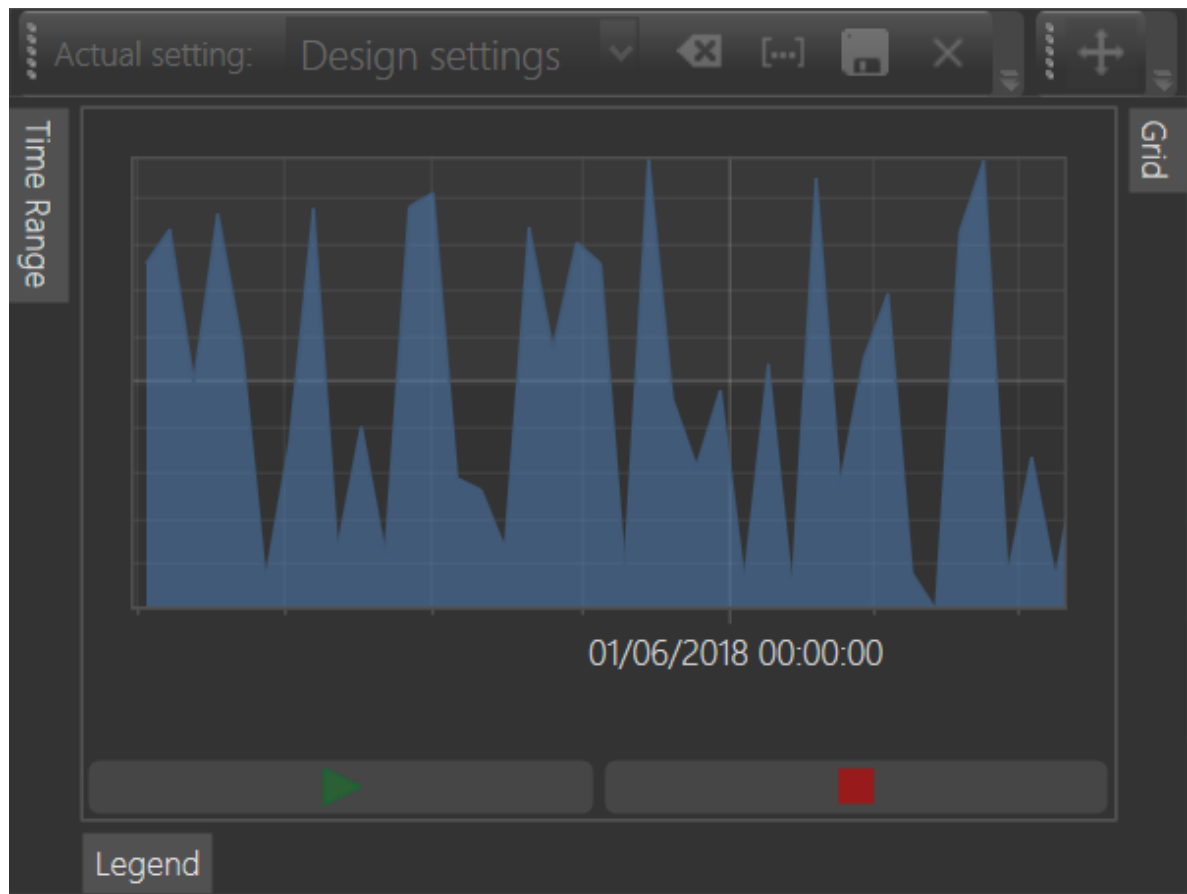 Actual setting: Design settings [...]
Time Range
Grid
01/06/2018 00:00:00
Legend